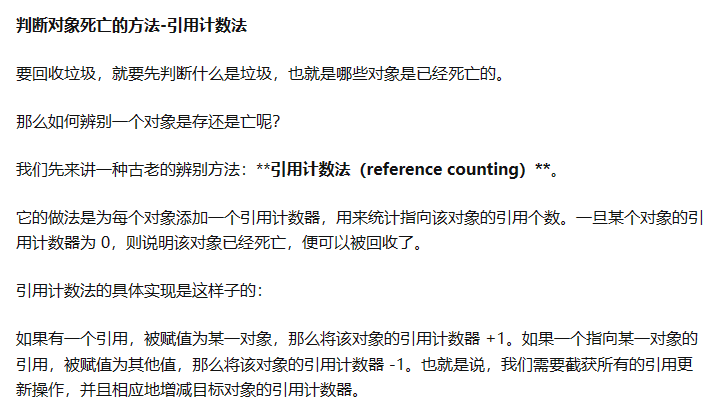 判断对象死亡的方法-引用计数法
要回收垃圾，就要先判断什么是垃圾，也就是哪些对象是已经死亡的。
那么如何辨别一个对象是存还是亡呢？
我们先来讲一种古老的辨别方法：**引用计数法（reference counting）**。
它的做法是为每个对象添加一个引用计数器，用来统计指向该对象的引用个数。一旦某个对象的引
用计数器为 0，则说明该对象已经死亡，便可以被回收了。
引用计数法的具体实现是这样子的：
如果有一个引用，被赋值为某一对象，那么将该对象的引用计数器 +1。如果一个指向某一对象的
引用，被赋值为其他值，那么将该对象的引用计数器 -1。也就是说，我们需要截获所有的引用更
新操作，并且相应地增减目标对象的引用计数器。